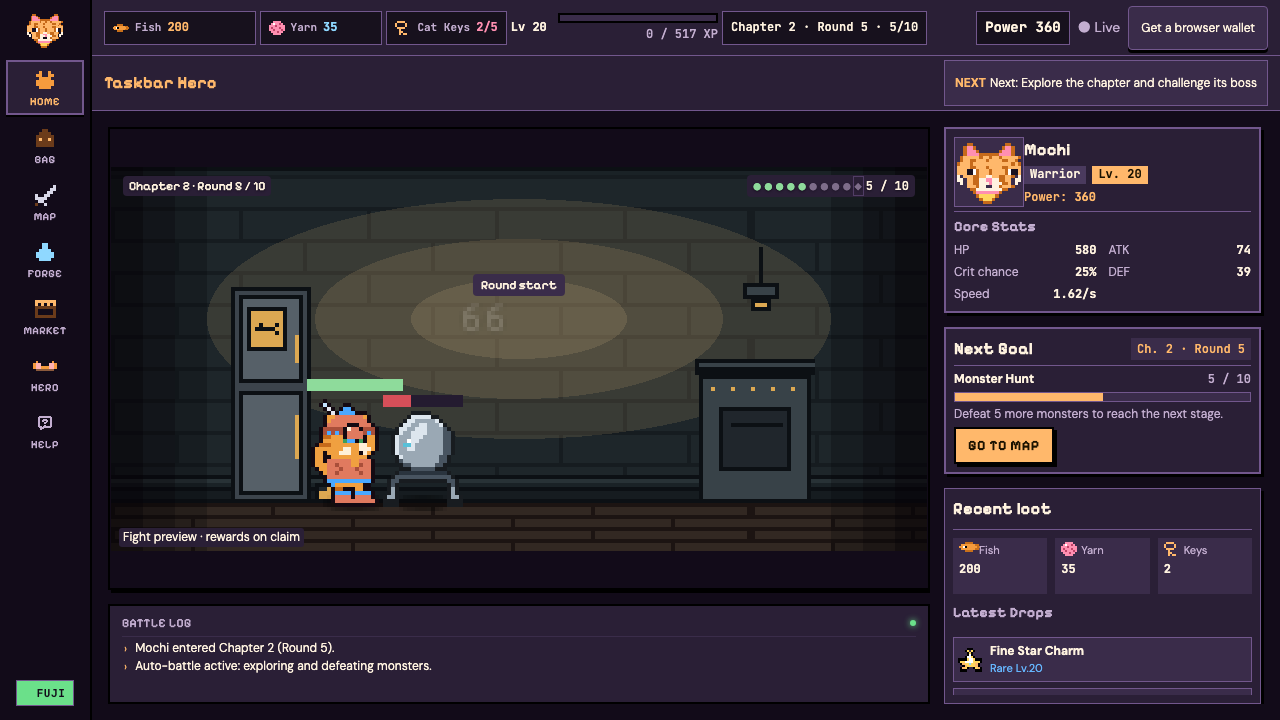 Fish 200
Yarn 35
Cat Keys 2/5
Lv 20
0 / 517 XP
Chapter 2 · Round 5 · 5/10
Power 360
Live
Get a browser wallet
Taskbar Hero
NEXT Next: Explore the chapter and challenge its boss
HOME
BAG
MAP
FORGE
MARKET
HERO
HELP
FUJI
Chapter 2 · Round 5 / 10
5 / 10
Round start
66
Fight preview · rewards on claim
BATTLE LOG
› Mochi entered Chapter 2 (Round 5).
› Auto-battle active: exploring and defeating monsters.
Mochi
Warrior Lv. 20
Power: 360
Core Stats
HP 580 ATK 74
Crit chance 25% DEF 39
Speed 1.62/s
Next Goal
Ch. 2 · Round 5
Monster Hunt 5 / 10
Defeat 5 more monsters to reach the next stage.
GO TO MAP
Recent loot
Fish
200
Yarn
35
Keys
2
Latest Drops
Fine Star Charm
Rare Lv.20